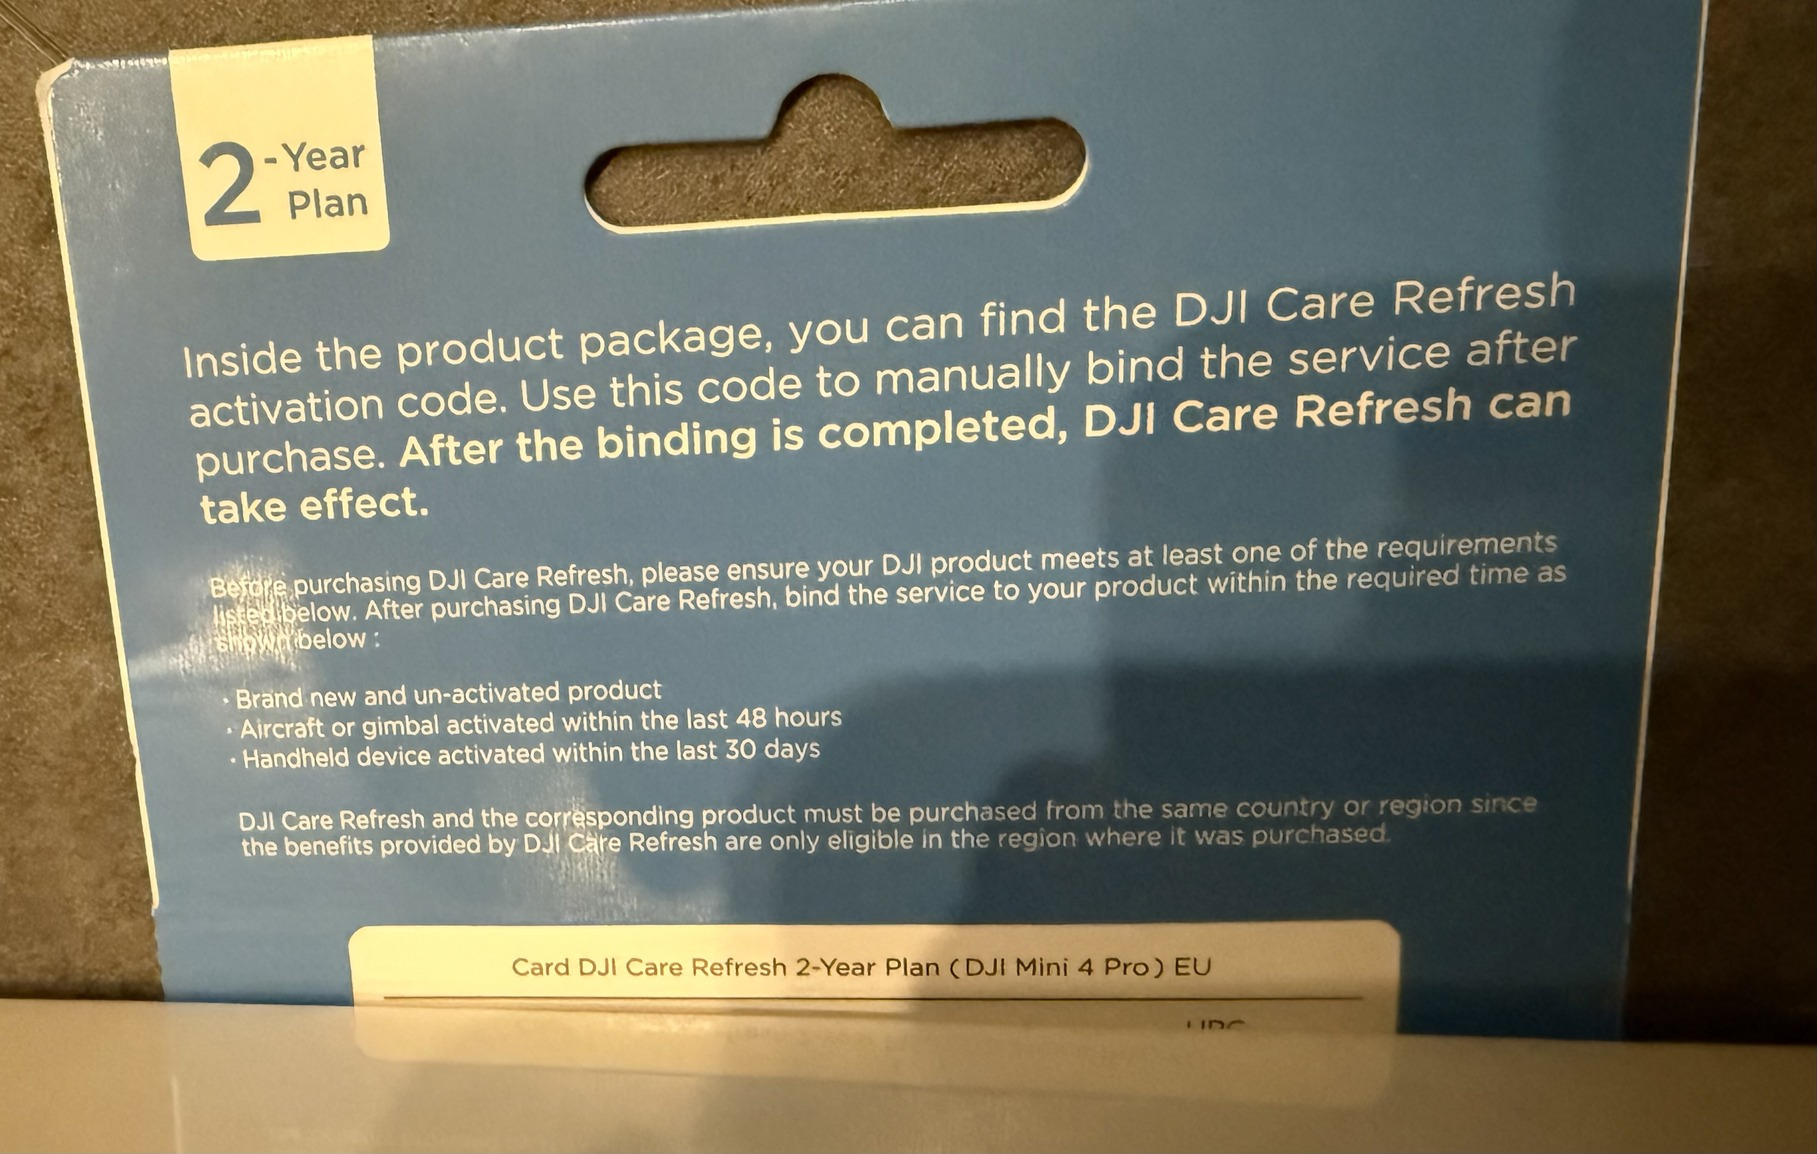 2-Year
Plan
Inside the product package, you can find the DJI Care Refresh
activation code. Use this code to manually bind the service after
purchase. After the binding is completed, DJI Care Refresh can
take effect.
Before purchasing DJI Care Refresh, please ensure your DJI product meets at least one of the requirements
listed below. After purchasing DJI Care Refresh, bind the service to your product within the required time as
shown below :
· Brand new and un-activated product
· Aircraft or gimbal activated within the last 48 hours
· Handheld device activated within the last 30 days
DJI Care Refresh and the corresponding product must be purchased from the same country or region since
the benefits provided by DJI Care Refresh are only eligible in the region where it was purchased.
Card DJI Care Refresh 2-Year Plan (DJI Mini 4 Pro) EU